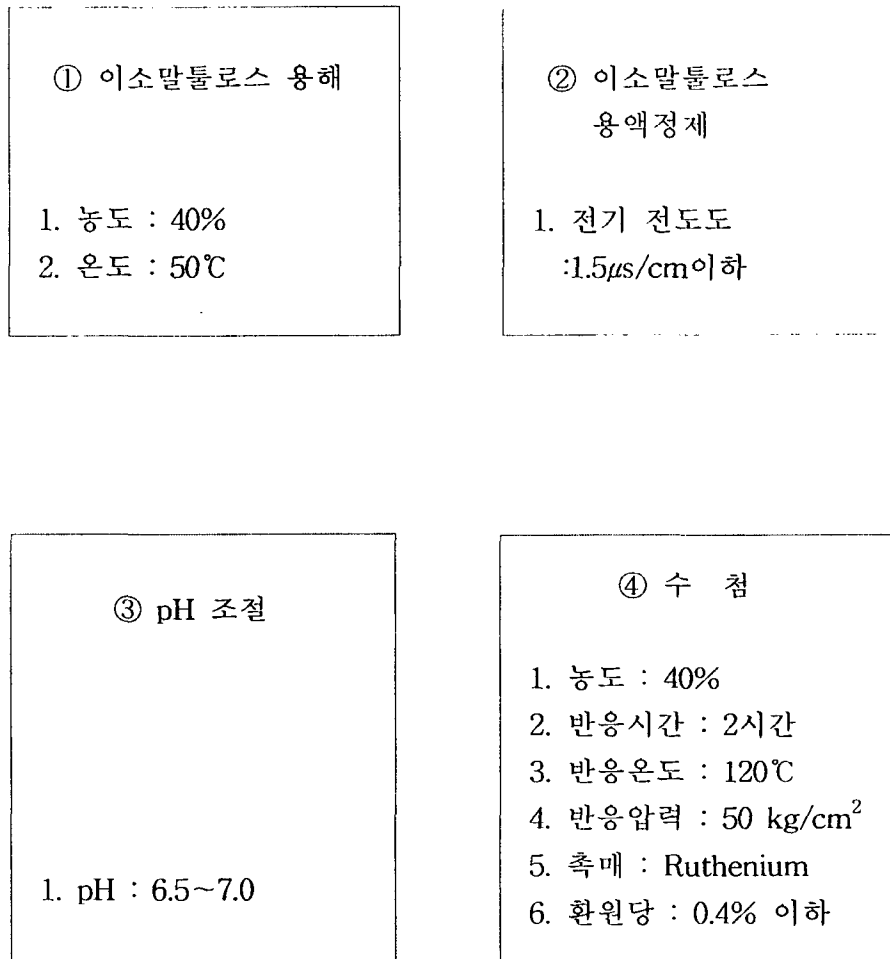 ① 이소말툴로스 용해
1. 농도 : 40%
2. 온도 : 50℃
② 이소말툴로스
용액정제
1. 전기 전도도
:1.5μs/cm이하
③ pH 조절
1. pH : 6.5~7.0
④ 수 첨
1. 농도 : 40%
2. 반응시간 : 2시간
3. 반응온도 : 120℃
4. 반응압력 : 50 kg/cm²
5. 촉매 : Ruthenium
6. 환원당 : 0.4% 이하